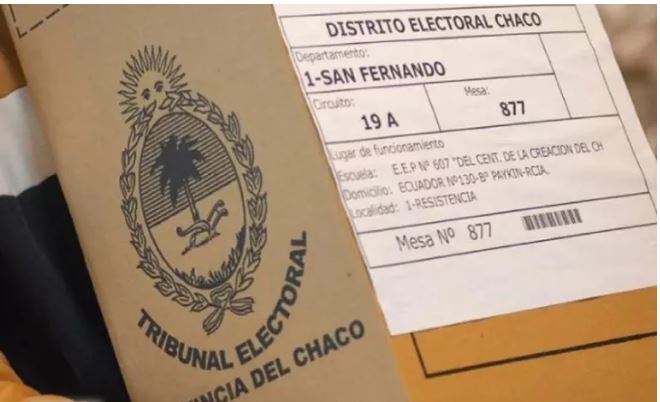 DISTRITO ELECTORAL CHACO
Departamento:
1-SAN FERNANDO
Circuito:
19 A
Mesa:
877
Lugar de funcionamiento
Escuela: E.E.P Nº 607 "DEL CENT. DE LA CREACION DEL CH
Domicilio: ECUADOR Nº130-Bº PAYKIN-RCIA.
Localidad: 1-RESISTENCIA
Mesa Nº 877
TRIBUNAL ELECTORAL
NCIA DEL CHACO